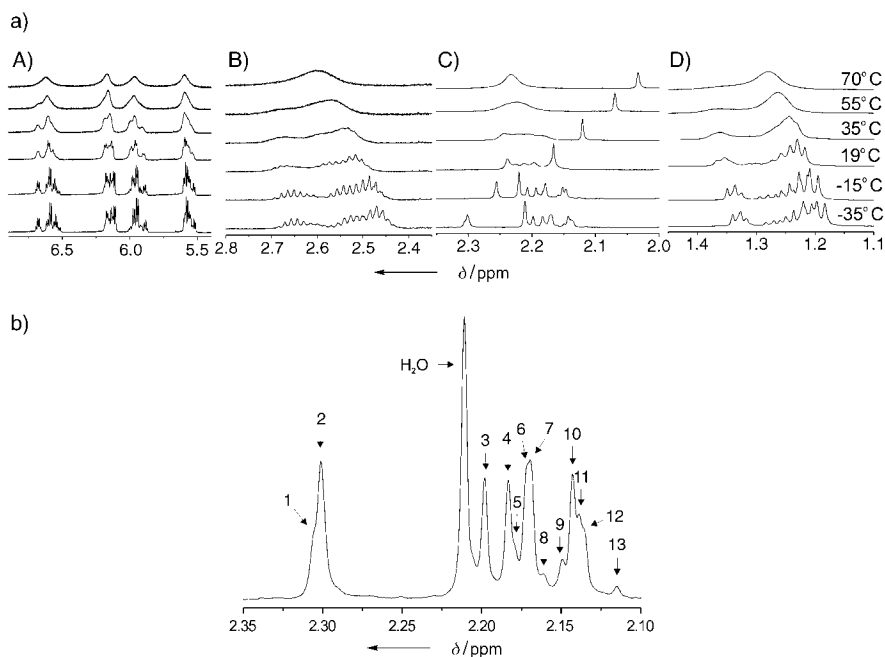 a)
A) B) C) D)
70°C
55°C
35°C
19°C
-15°C
-35°C
6.5 6.0 5.5 2.8 2.7 2.6 2.5 2.4 2.3 2.2 2.1 2.0 1.4 1.3 1.2 1.1
δ/ppm
b)
H₂O
1 2 3 4 5 6 7 8 9 10 11 12 13
2.35 2.30 2.25 2.20 2.15 2.10
δ/ppm